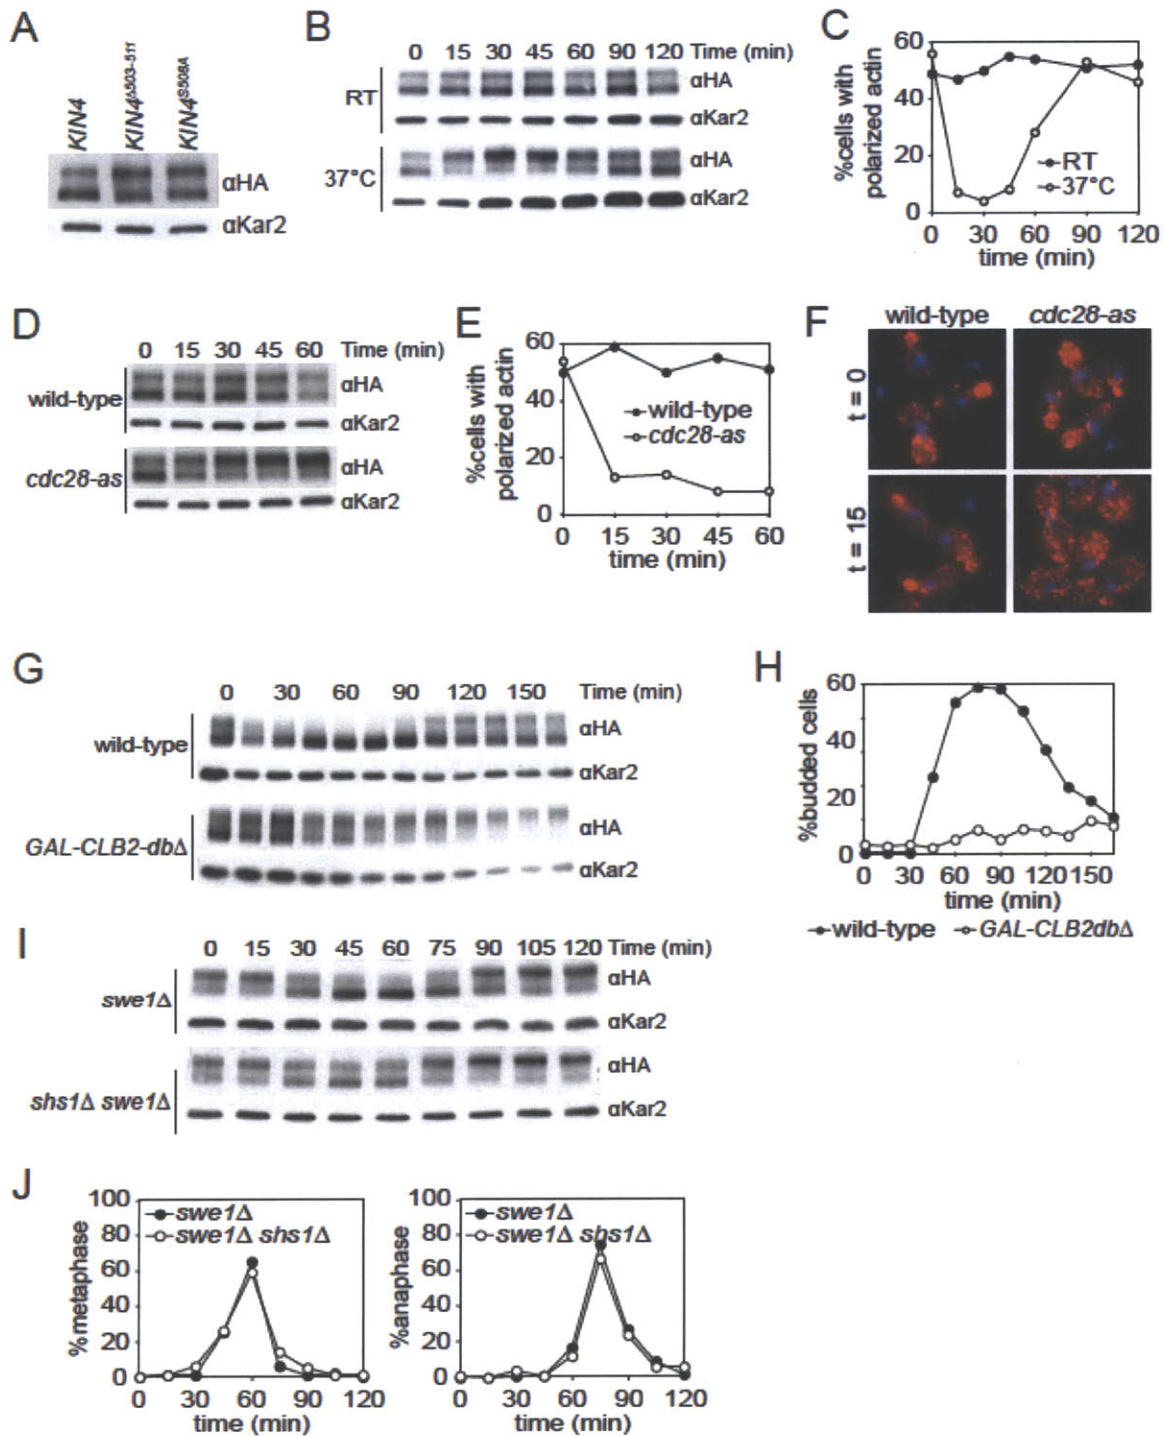 A
KIN4
KIN4Δ503-511
KIN4S508A
αHA
αKar2
B
0 15 30 45 60 90 120 Time (min)
RT
αHA
αKar2
37°C
αHA
αKar2
C
%cells with
polarized actin
60
40
20
0
RT
37°C
0 30 60 90 120
time (min)
D
0 15 30 45 60 Time (min)
wild-type
αHA
αKar2
cdc28-as
αHA
αKar2
E
%cells with
polarized actin
60
40
20
0
wild-type
cdc28-as
0 15 30 45 60
time (min)
F
wild-type cdc28-as
t = 0
t = 15
G
0 30 60 90 120 150 Time (min)
wild-type
αHA
αKar2
GAL-CLB2-dbΔ
αHA
αKar2
H
%budded cells
60
40
20
0
0 30 60 90 120 150
time (min)
wild-type GAL-CLB2dbΔ
I
0 15 30 45 60 75 90 105 120 Time (min)
swe1Δ
αHA
αKar2
shs1Δ swe1Δ
αHA
αKar2
J
%metaphase
100
80
60
40
20
0
swe1Δ
swe1Δ shs1Δ
0 30 60 90 120
time (min)
%anaphase
100
80
60
40
20
0
swe1Δ
swe1Δ shs1Δ
0 30 60 90 120
time (min)